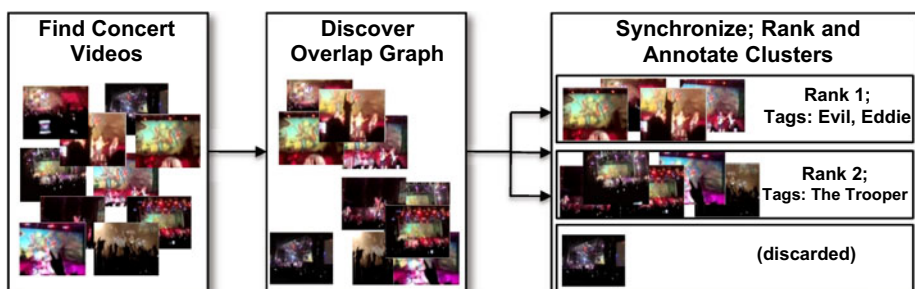 Find Concert
Videos
Discover
Overlap Graph
Synchronize; Rank and
Annotate Clusters
Rank 1;
Tags: Evil, Eddie
Rank 2;
Tags: The Trooper
(discarded)